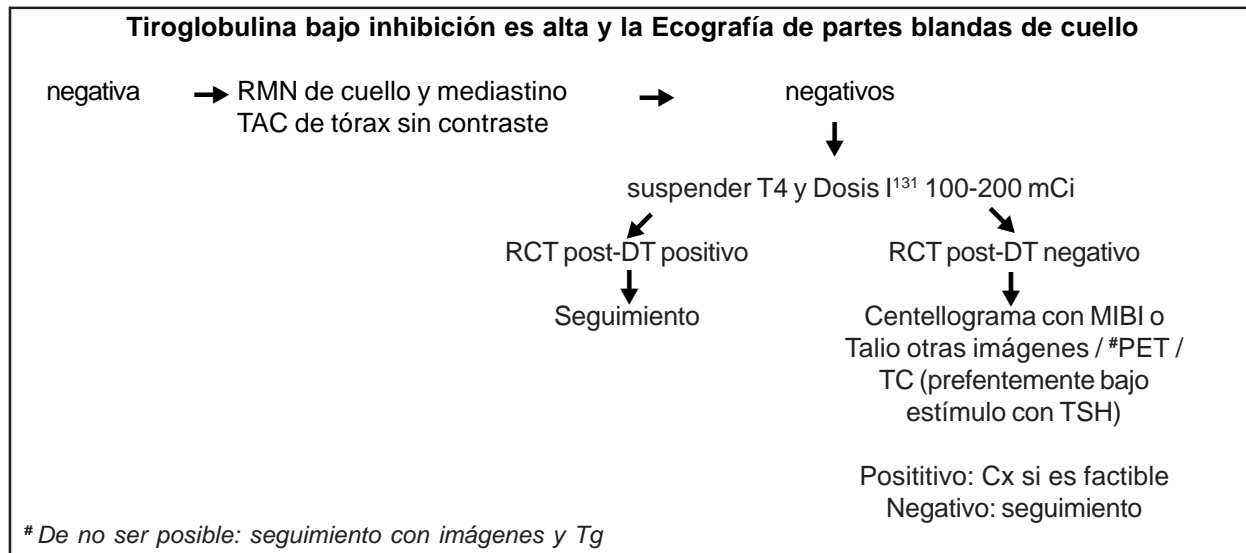 Tiroglobulina bajo inhibición es alta y la Ecografía de partes blandas de cuello
negativa → RMN de cuello y mediastino → negativos
TAC de tórax sin contraste
suspender T4 y Dosis I¹³¹ 100-200 mCi
RCT post-DT positivo
Seguimiento
RCT post-DT negativo
Centellograma con MIBI o
Talio otras imágenes / #PET /
TC (prefentemente bajo
estímulo con TSH)
Posititivo: Cx si es factible
Negativo: seguimiento
# De no ser posible: seguimiento con imágenes y Tg